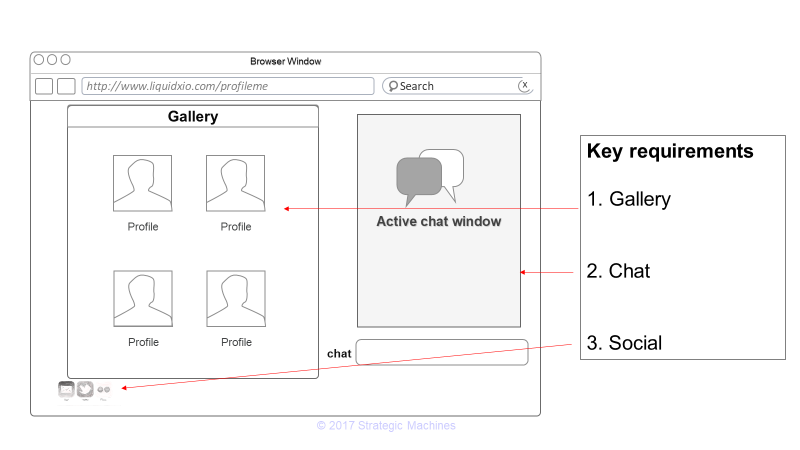 Browser Window
http://www.liquidxio.com/profileme
Search
x
Gallery
Profile
Profile
Profile
Profile
Active chat window
chat
Key requirements
1. Gallery
2. Chat
3. Social
© 2017 Strategic Machines